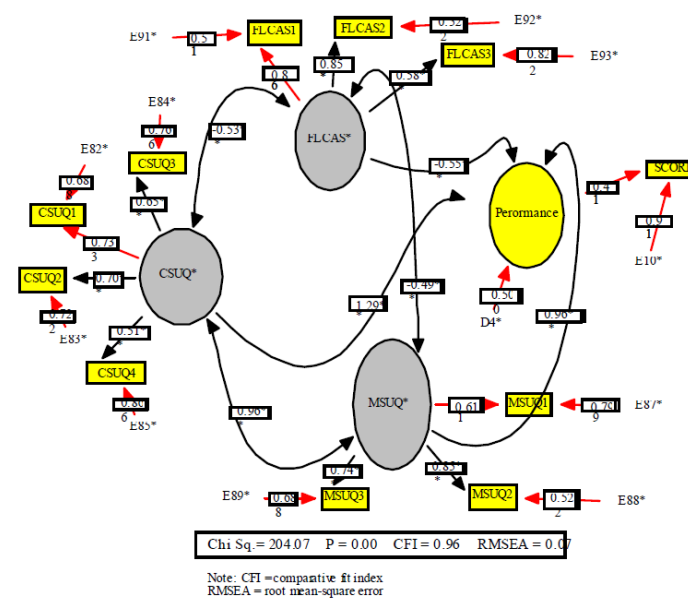 E91*
0.5
1
FLCAS1
FLCAS2
0.52
2
E92*
0.8
6
0.85
*
0.58*
*
FLCAS3
0.82
2
E93*
E84*
0.70
6
-0.53*
*
FLCAS*
E82*
CSUQ3
-0.55*
*
SCORE
0.68
0.65*
*
CSUQ1
0.73
3
Perormance
0.4
1
0.9
1
CSUQ*
E10*
CSUQ2
0.70*
*
-0.49*
*
0.50
0
D4*
0.72
2
E83*
0.51*
*
1.29*
*
0.96*
*
CSUQ4
0.80
6
E85*
0.96*
*
MSUQ*
0.61
1
MSUQ1
0.79
9
E87*
0.74*
*
0.85*
*
E89*
0.68
8
MSUQ3
MSUQ2
0.52
2
E88*
Chi Sq.= 204.07 P = 0.00 CFI = 0.96 RMSEA = 0.07
Note: CFI =comparative fit index
RMSEA = root mean-square error